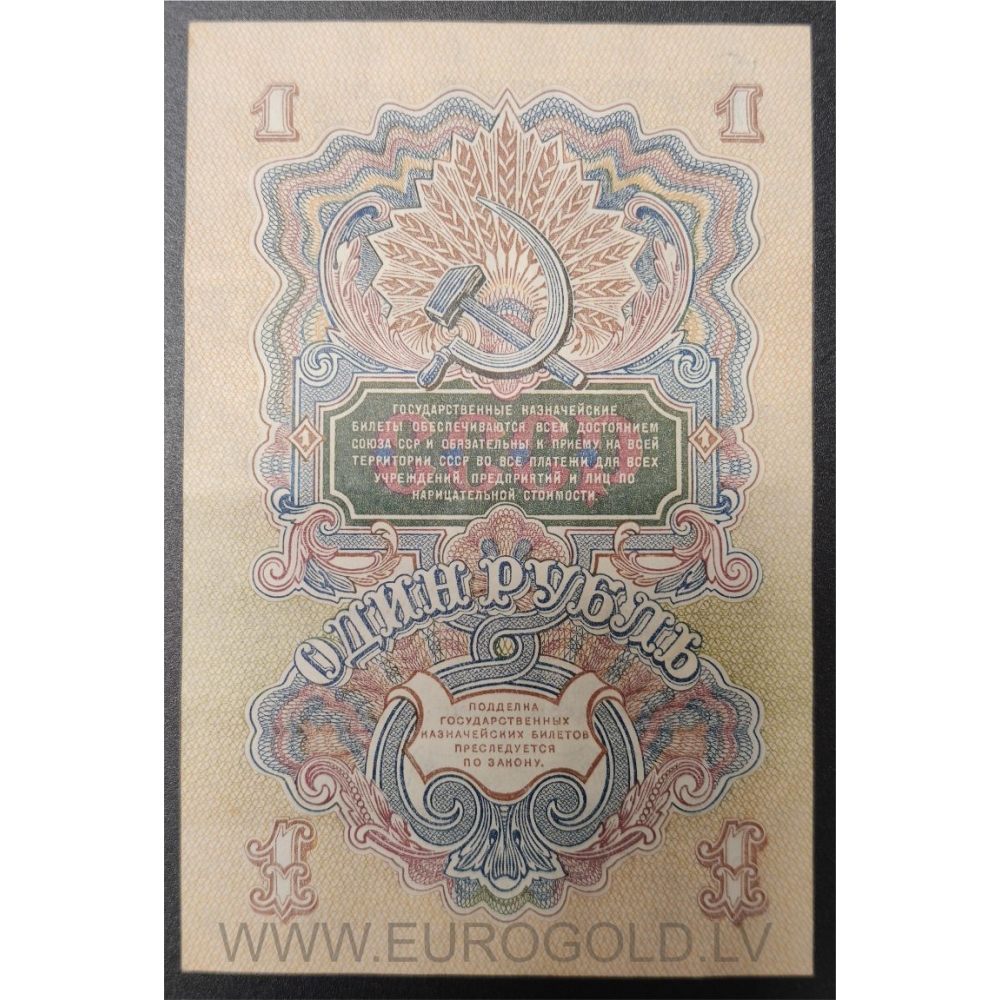 1 1
ГОСУДАРСТВЕННЫЕ КАЗНАЧЕЙСКИЕ
БИЛЕТЫ ОБЕСПЕЧИВАЮТСЯ ВСЕМ ДОСТОЯНИЕМ
СОЮЗА ССР И ОБЯЗАТЕЛЬНЫ К ПРИЕМУ НА ВСЕЙ
ТЕРРИТОРИИ СССР ВО ВСЕ ПЛАТЕЖИ ДЛЯ ВСЕХ
УЧРЕЖДЕНИЙ, ПРЕДПРИЯТИЙ И ЛИЦ ПО
НАРИЦАТЕЛЬНОЙ СТОИМОСТИ.
СССР
1 1
ОДИН РУБЛЬ
ПОДДЕЛКА
ГОСУДАРСТВЕННЫХ
КАЗНАЧЕЙСКИХ БИЛЕТОВ
ПРЕСЛЕДУЕТСЯ
ПО ЗАКОНУ.
1 1
WWW.EUROGOLD.LV